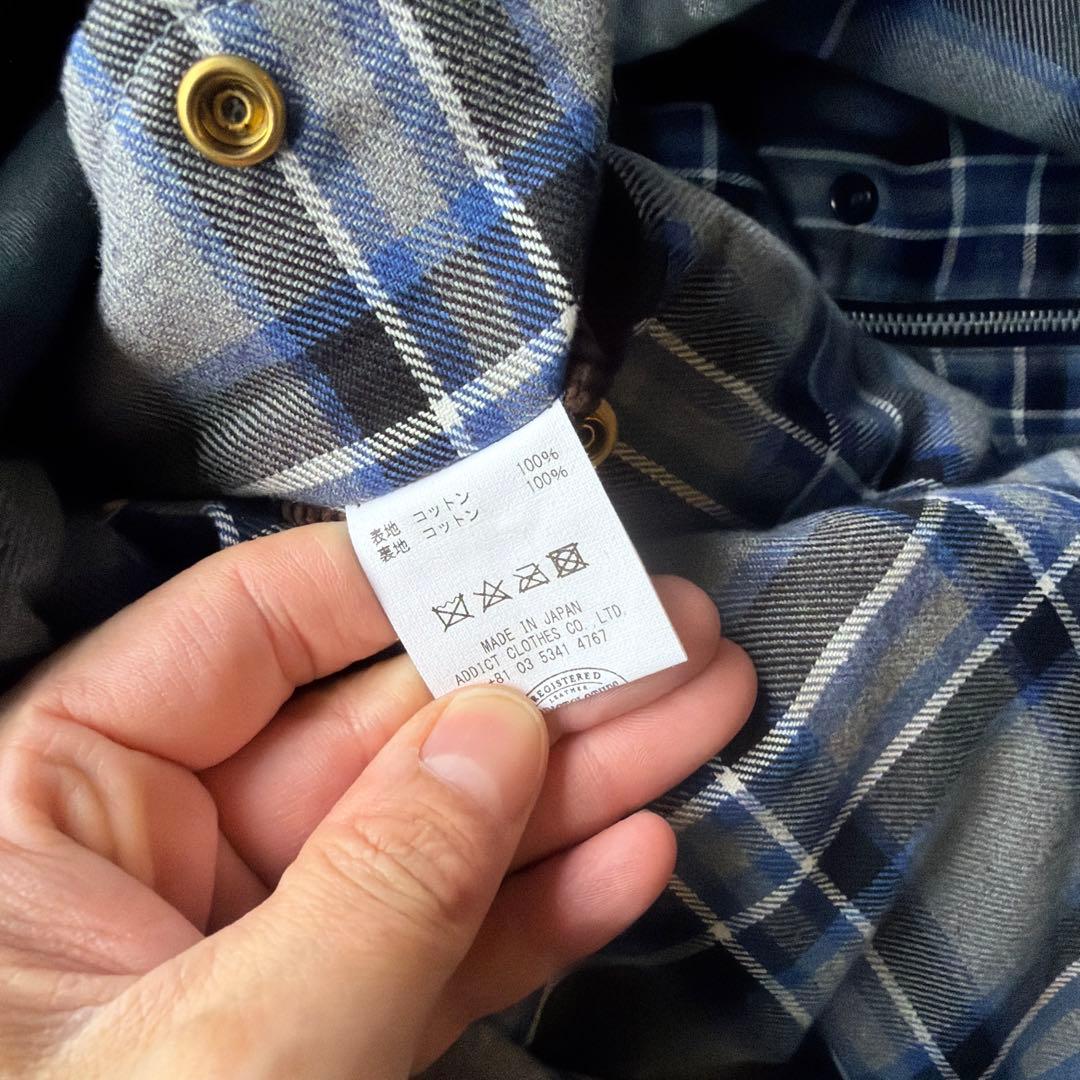 表地 コットン 100%
裏地 コットン 100%
MADE IN JAPAN
ADDICT CLOTHES CO.,LTD.
+81 03 5341 4767
REGISTERED
LEATHER